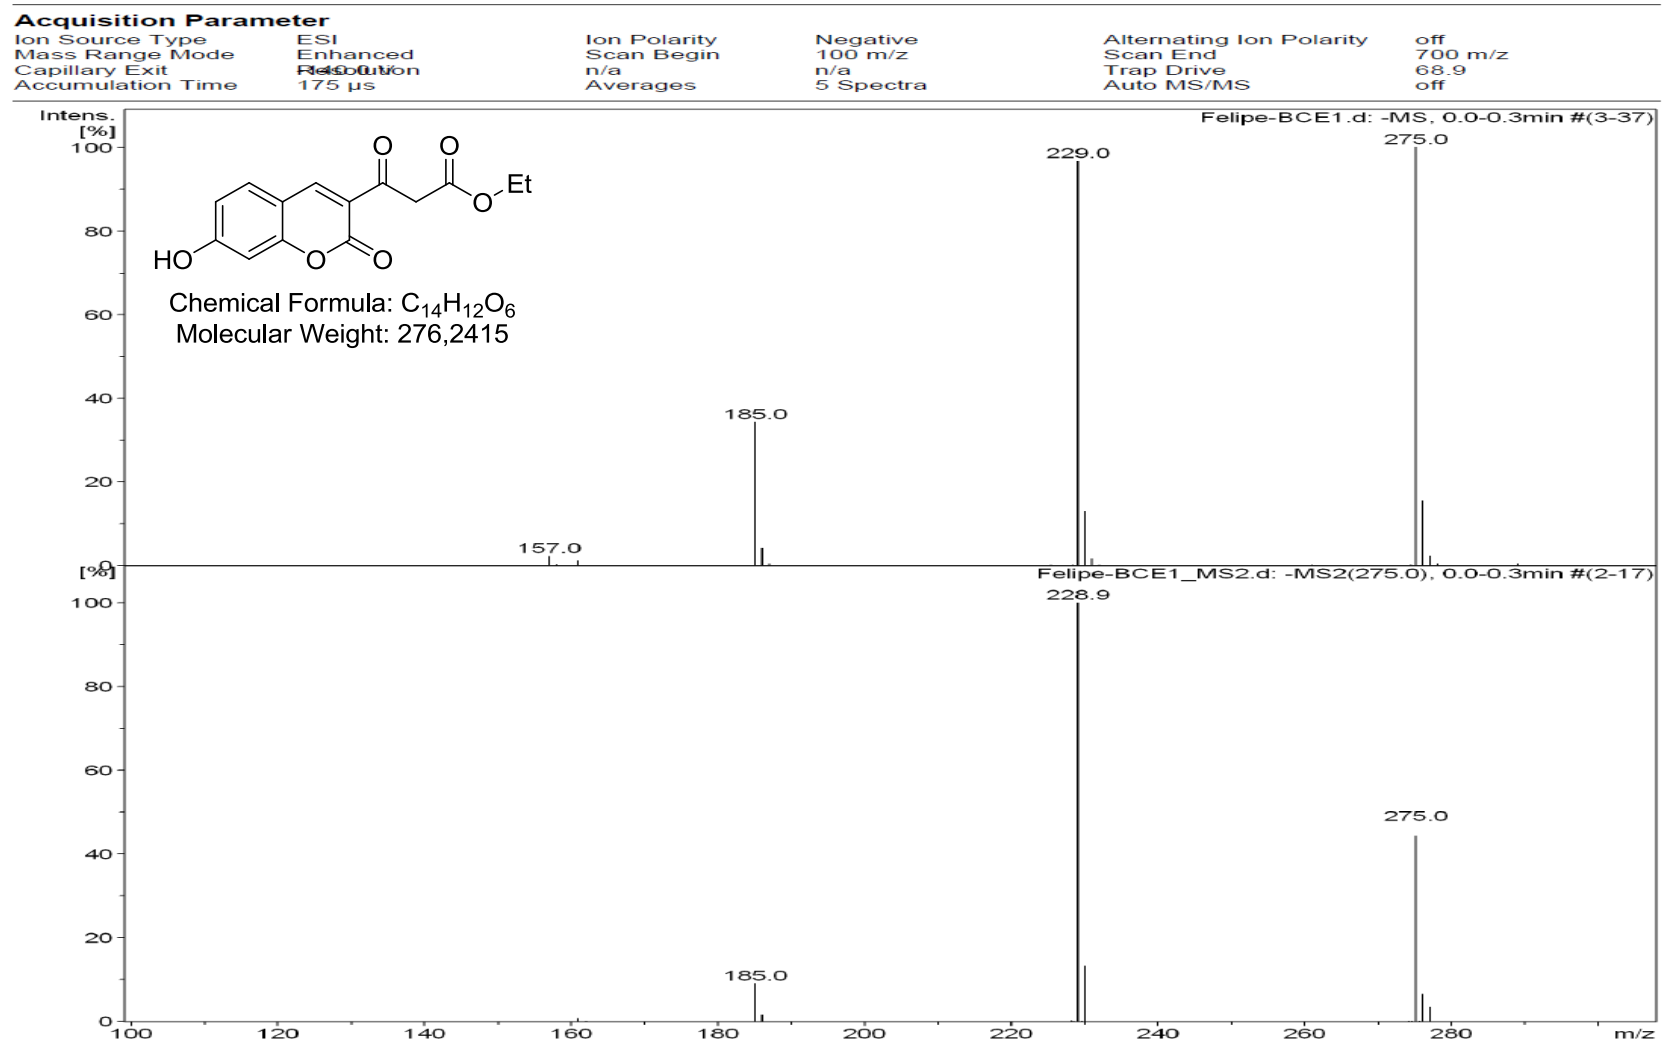 Acquisition Parameter
Ion Source Type ESI Ion Polarity Negative Alternating Ion Polarity off
Mass Range Mode Enhanced Scan Begin 100 m/z Scan End 700 m/z
Capillary Exit n/a n/a Trap Drive 68.9
Accumulation Time 175 µs Averages 5 Spectra Auto MS/MS off
Intens.
[%]
Felipe-BCE1.d: -MS, 0.0-0.3min #(3-37)
100
80
60
40
20
0
229.0
275.0
185.0
157.0
O O
Et
O
HO O O
Chemical Formula: C₁₄H₁₂O₆
Molecular Weight: 276,2415
[%]
Felipe-BCE1_MS2.d: -MS2(275.0), 0.0-0.3min #(2-17)
100
80
60
40
20
0
228.9
275.0
185.0
100 120 140 160 180 200 220 240 260 280 m/z